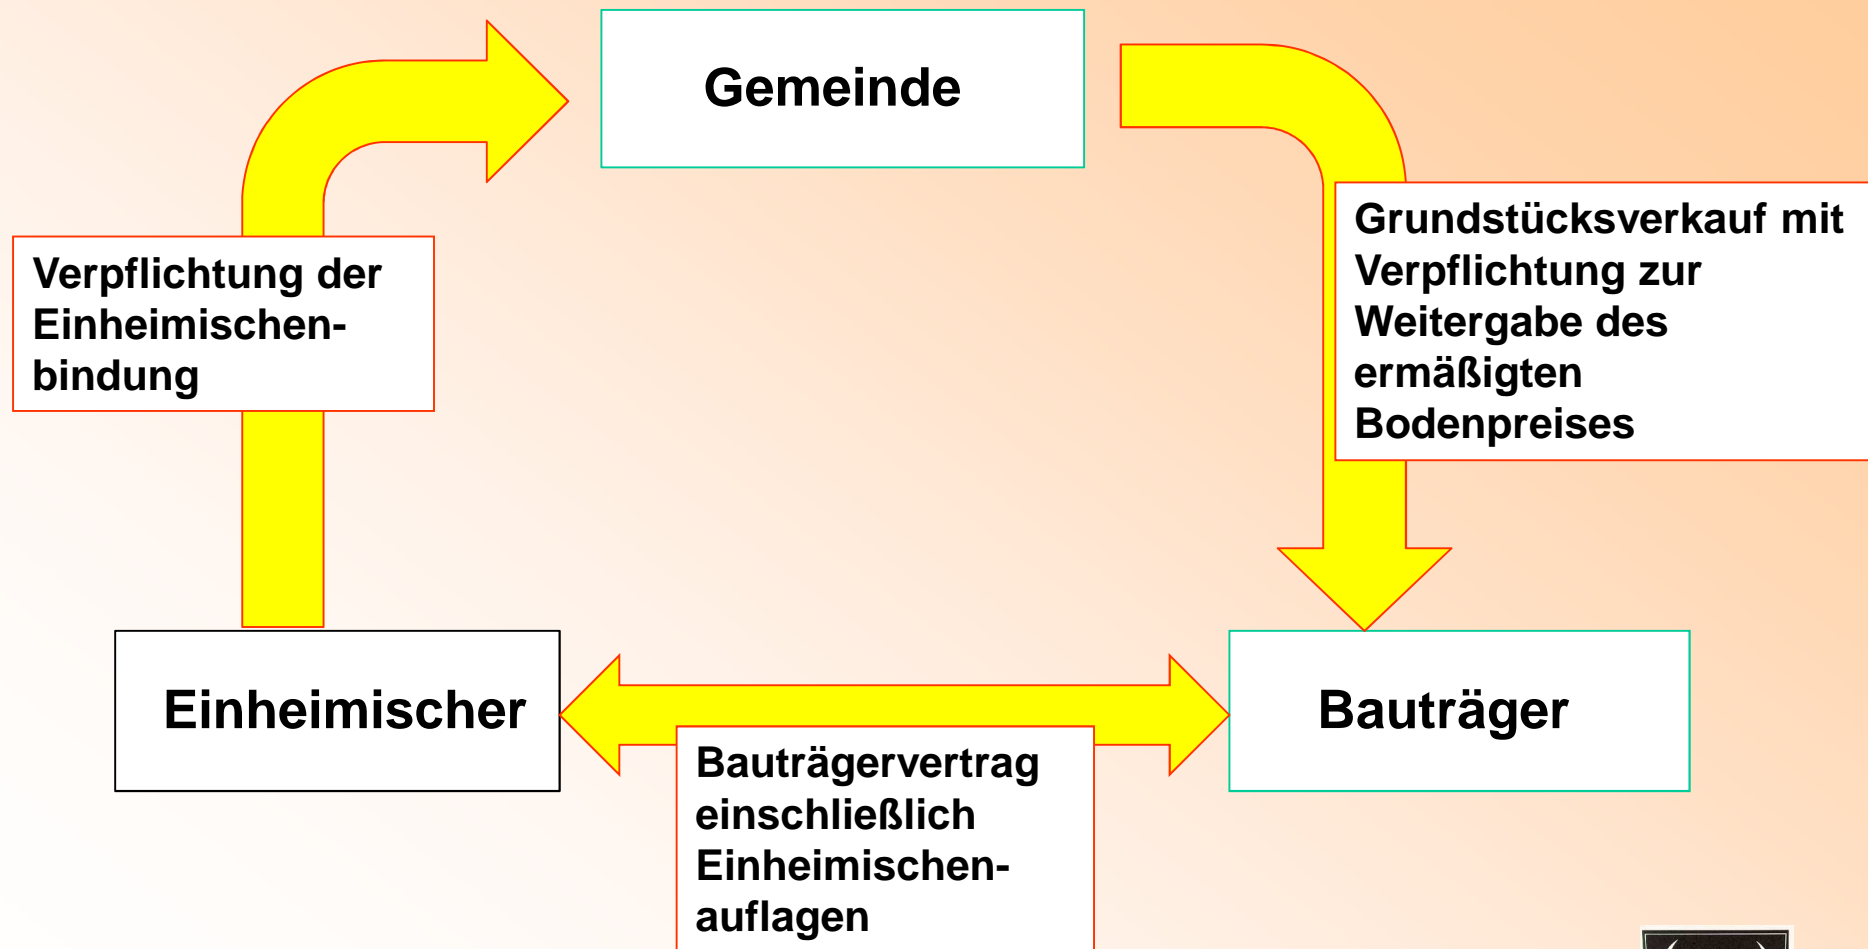 Gemeinde
Grundstücksverkauf mit
Verpflichtung zur
Weitergabe des
ermäßigten
Bodenpreises
Verpflichtung der
Einheimischen-
bindung
Einheimischer
Bauträger
Bauträgervertrag
einschließlich
Einheimischen-
auflagen